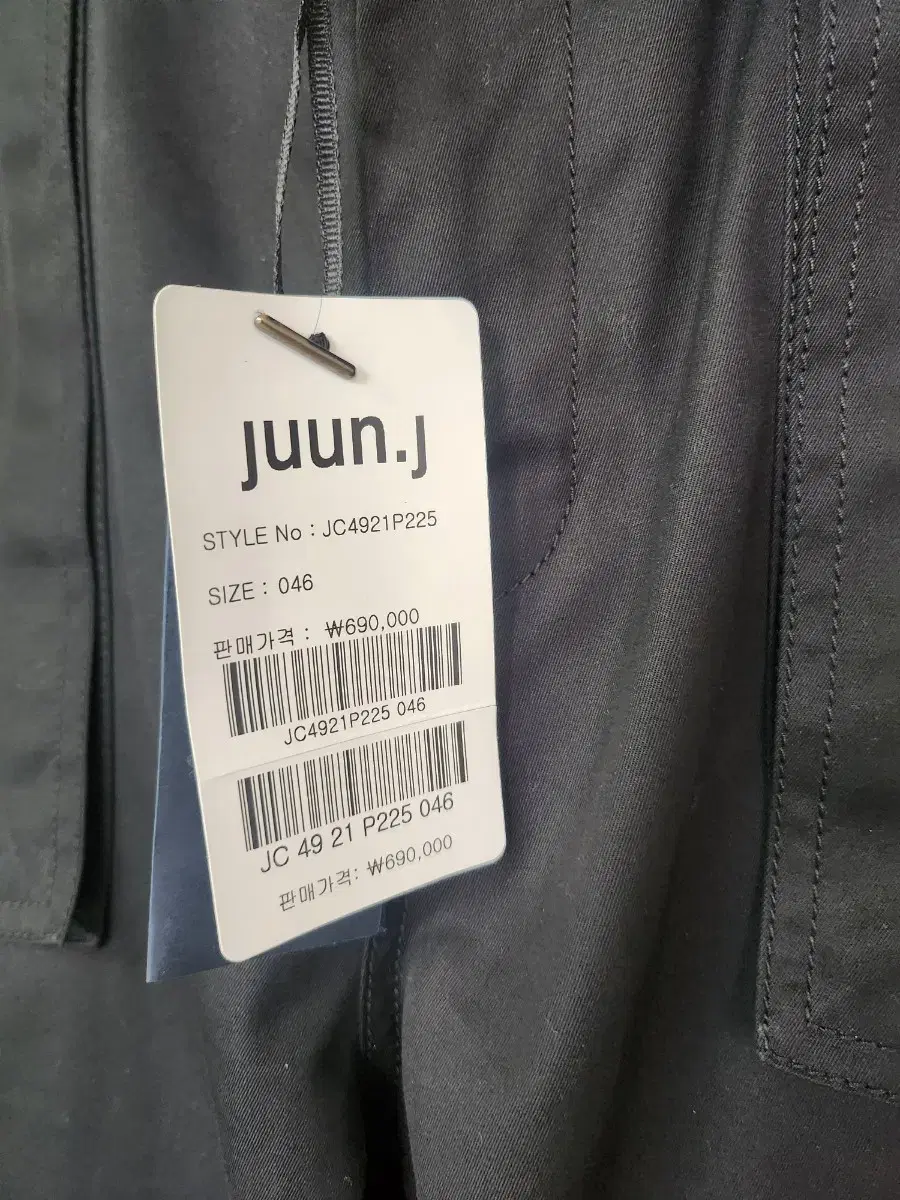 juun.j
STYLE No : JC4921P225
SIZE : 046
판매가격 : ₩690,000
JC4921P225 046
JC 49 21 P225 046
판매가격: ₩690,000